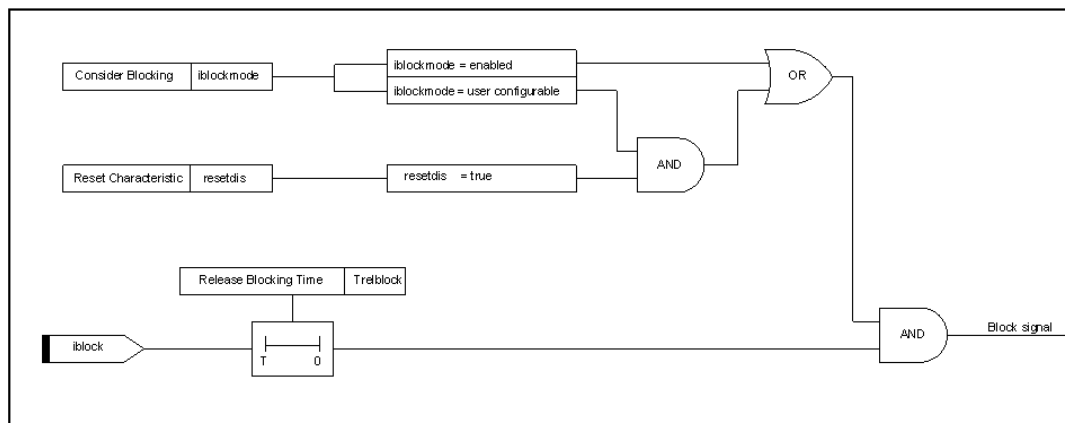 Consider Blocking iblockmode
iblockmode = enabled
iblockmode = user configurable
OR
AND
Reset Characteristic resetdis
resetdis = true
Release Blocking Time Trelblock
iblock
T 0
AND
Block signal